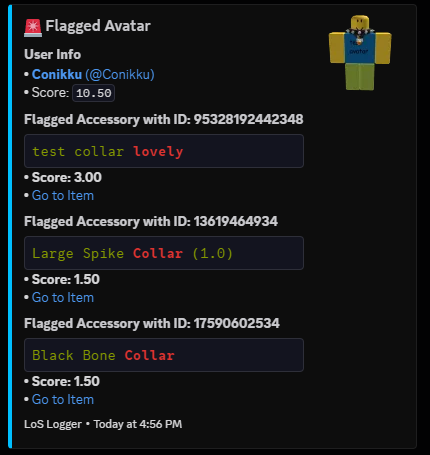 🚨 Flagged Avatar
User Info
• Conikku (@Conikku)
• Score: 10.50
Flagged Accessory with ID: 95328192442348
test collar lovely
• Score: 3.00
• Go to Item
Flagged Accessory with ID: 13619464934
Large Spike Collar (1.0)
• Score: 1.50
• Go to Item
Flagged Accessory with ID: 17590602534
Black Bone Collar
• Score: 1.50
• Go to Item
LoS Logger • Today at 4:56 PM